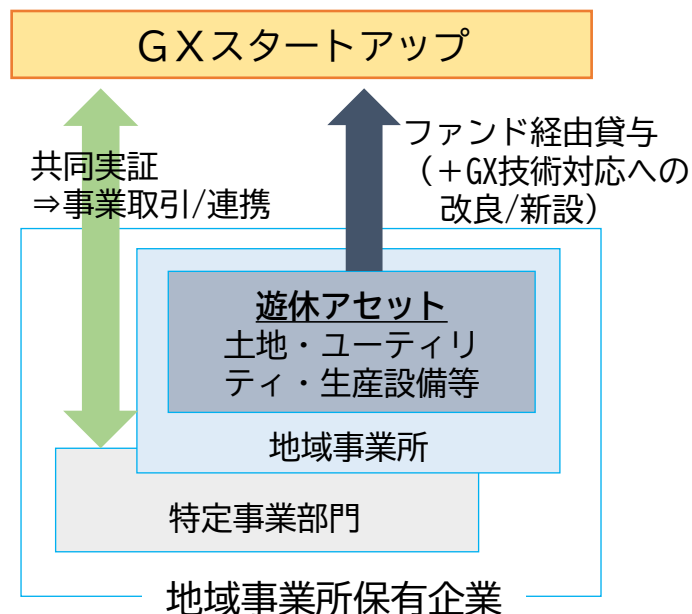 GXスタートアップ
共同実証
⇒事業取引/連携
ファンド経由貸与
（＋GX技術対応への
改良/新設）
遊休アセット
土地・ユーティリ
ティ・生産設備等
地域事業所
特定事業部門
地域事業所保有企業